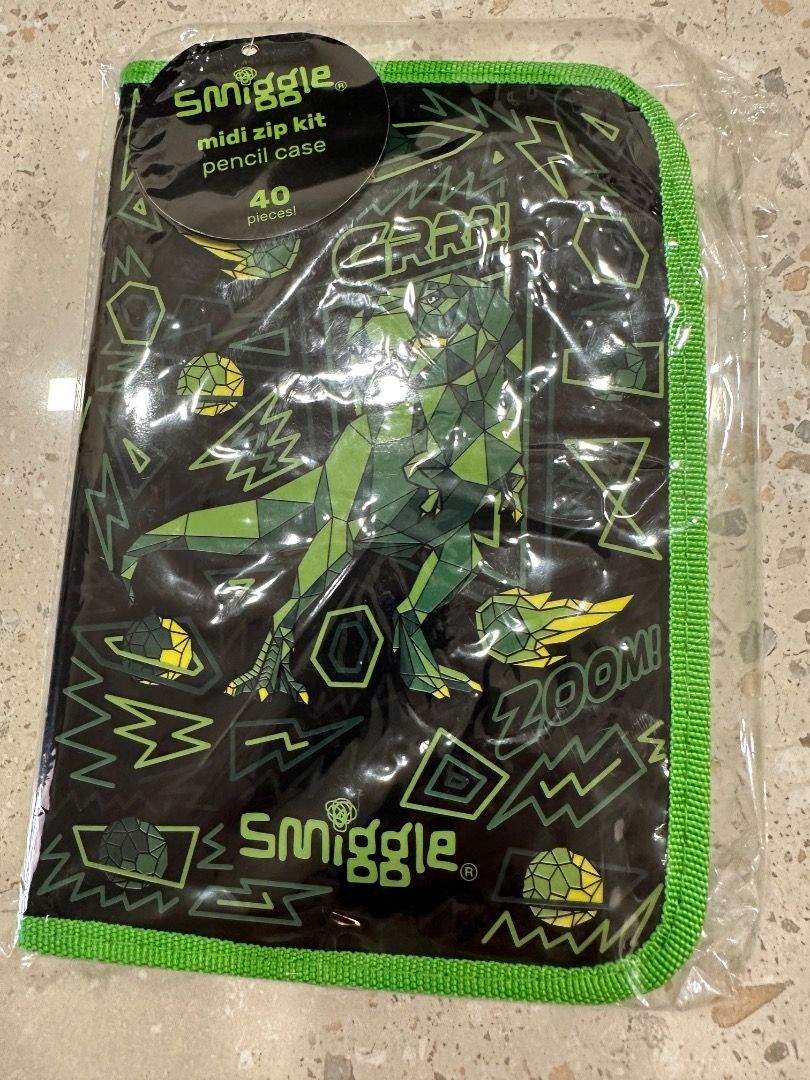 Smiggle®
midi zip kit
pencil case
40
pieces!
GRRR!
ZOOM!
Smiggle®